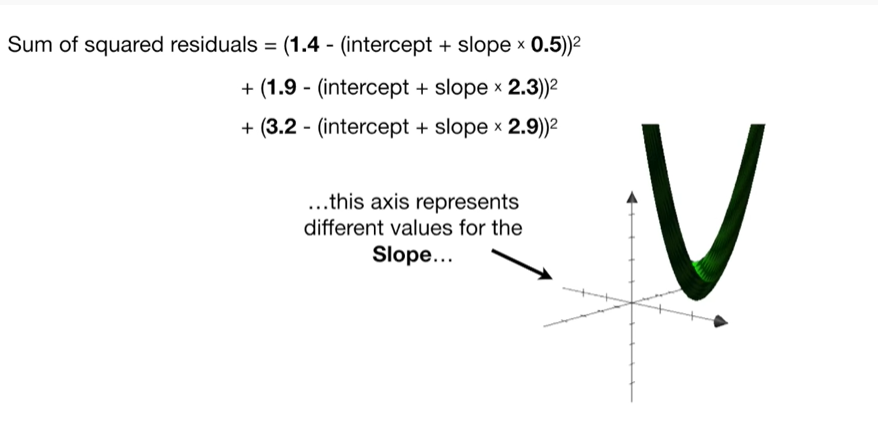 Sum of squared residuals = (1.4 - (intercept + slope × 0.5))²
+ (1.9 - (intercept + slope × 2.3))²
+ (3.2 - (intercept + slope × 2.9))²
...this axis represents
different values for the
Slope...